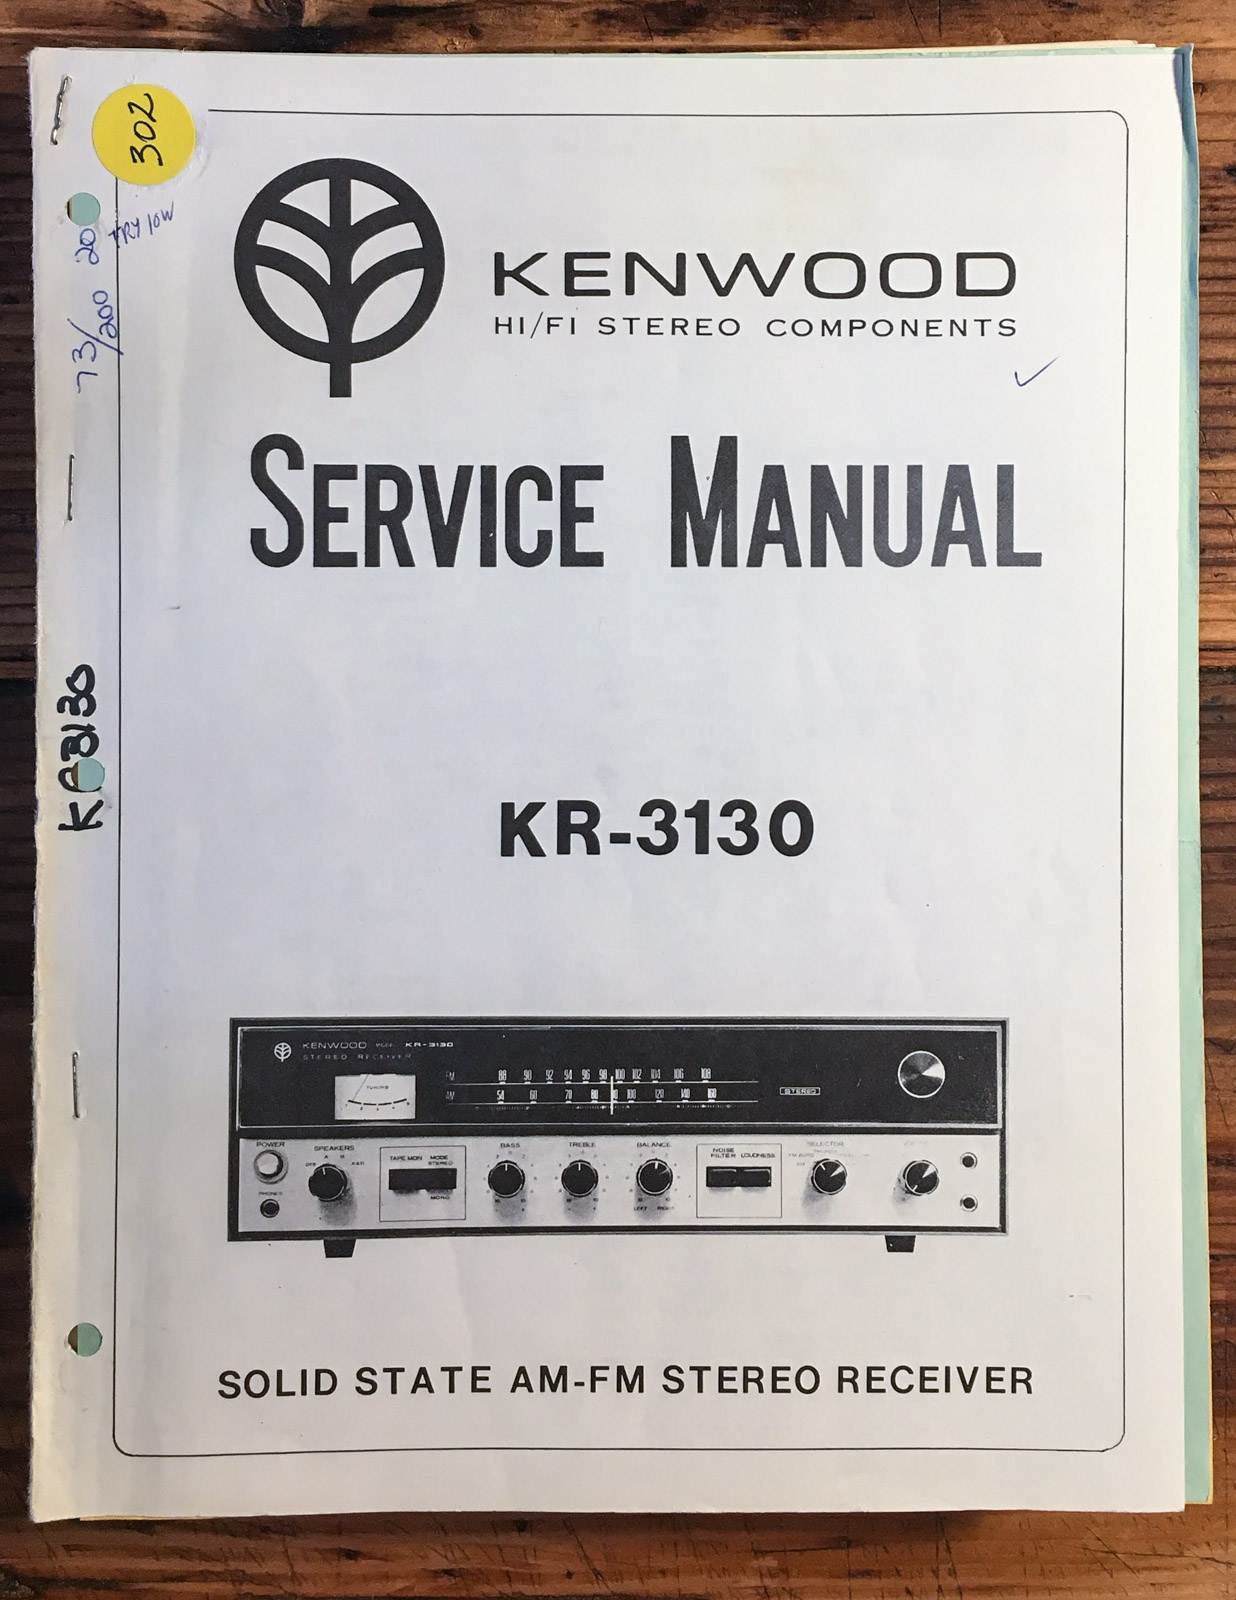 302
TRY 10W
73/200 20
KENWOOD
HI/FI STEREO COMPONENTS
SERVICE MANUAL
KR3130
KR-3130
KENWOOD MODEL KR-3130
STEREO RECEIVER
TUNING
FM 88 90 92 94 96 98 100 102 104 106 108
AM 54 60 70 80 100 120 140 160
STEREO
POWER
SPEAKERS
OFF A B A+B
TAPE MON
MODE
STEREO
MONO
BASS
TREBLE
BALANCE
LEFT RIGHT
NOISE
FILTER
LOUDNESS
SELECTOR
PHONES
SOLID STATE AM-FM STEREO RECEIVER